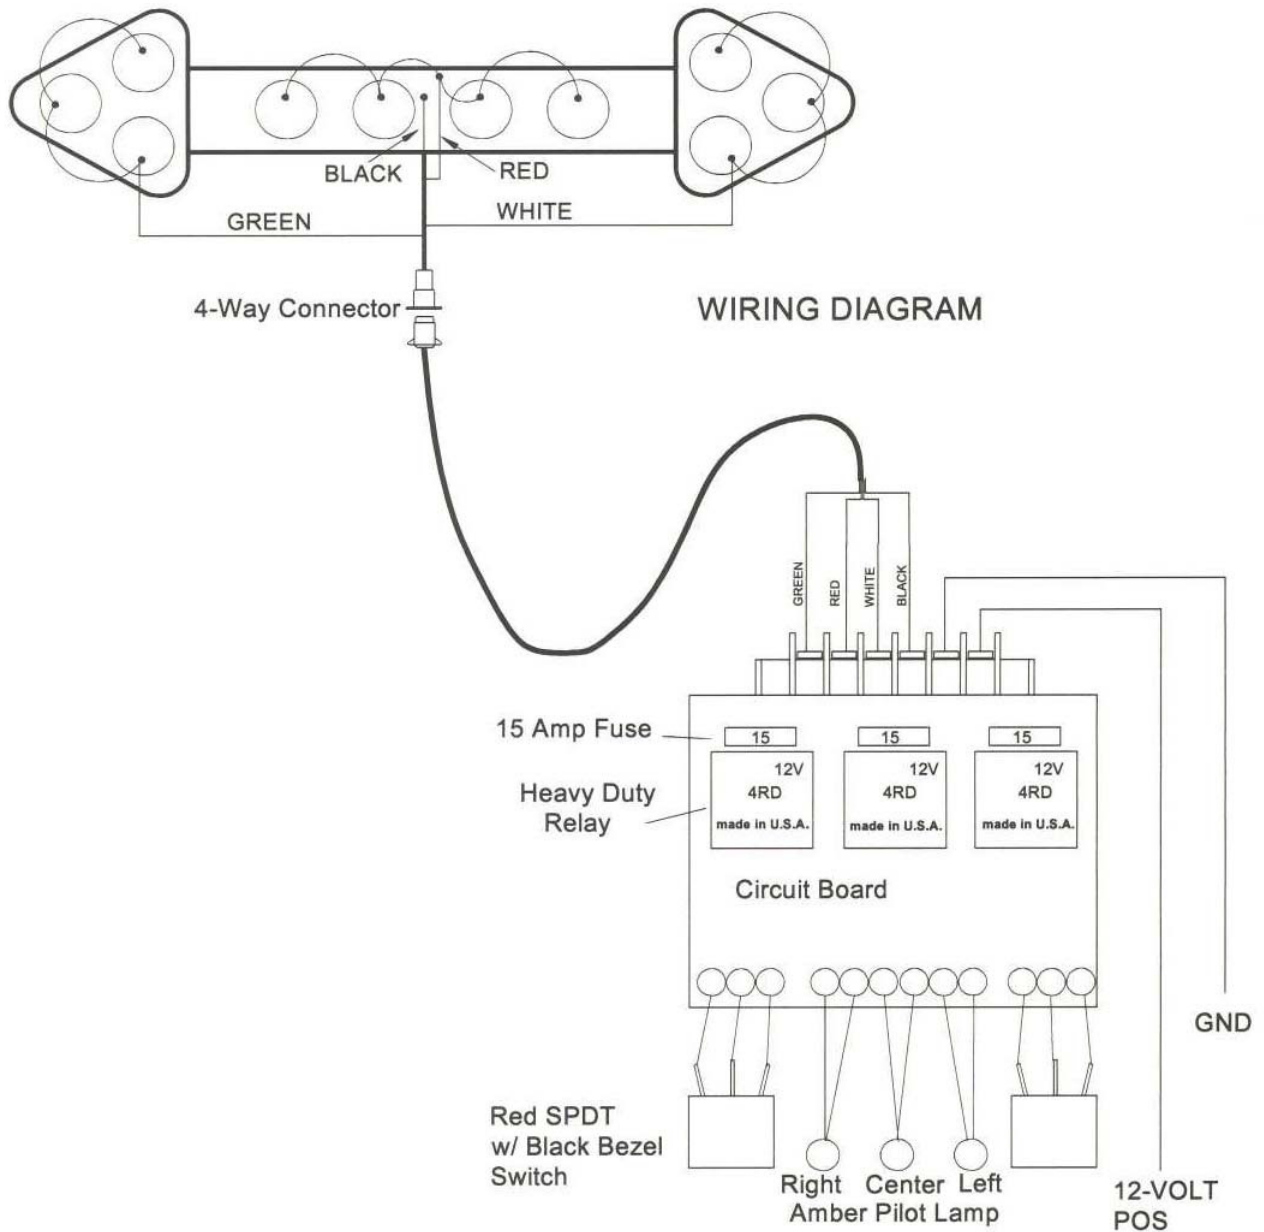 BLACK
RED
GREEN
WHITE
4-Way Connector
WIRING DIAGRAM
GREEN
RED
WHITE
BLACK
15 Amp Fuse
15
15
15
Heavy Duty
Relay
12V
4RD
made in U.S.A.
12V
4RD
made in U.S.A.
12V
4RD
made in U.S.A.
Circuit Board
GND
Red SPDT
w/ Black Bezel
Switch
Right Center Left
Amber Pilot Lamp
12-VOLT
POS